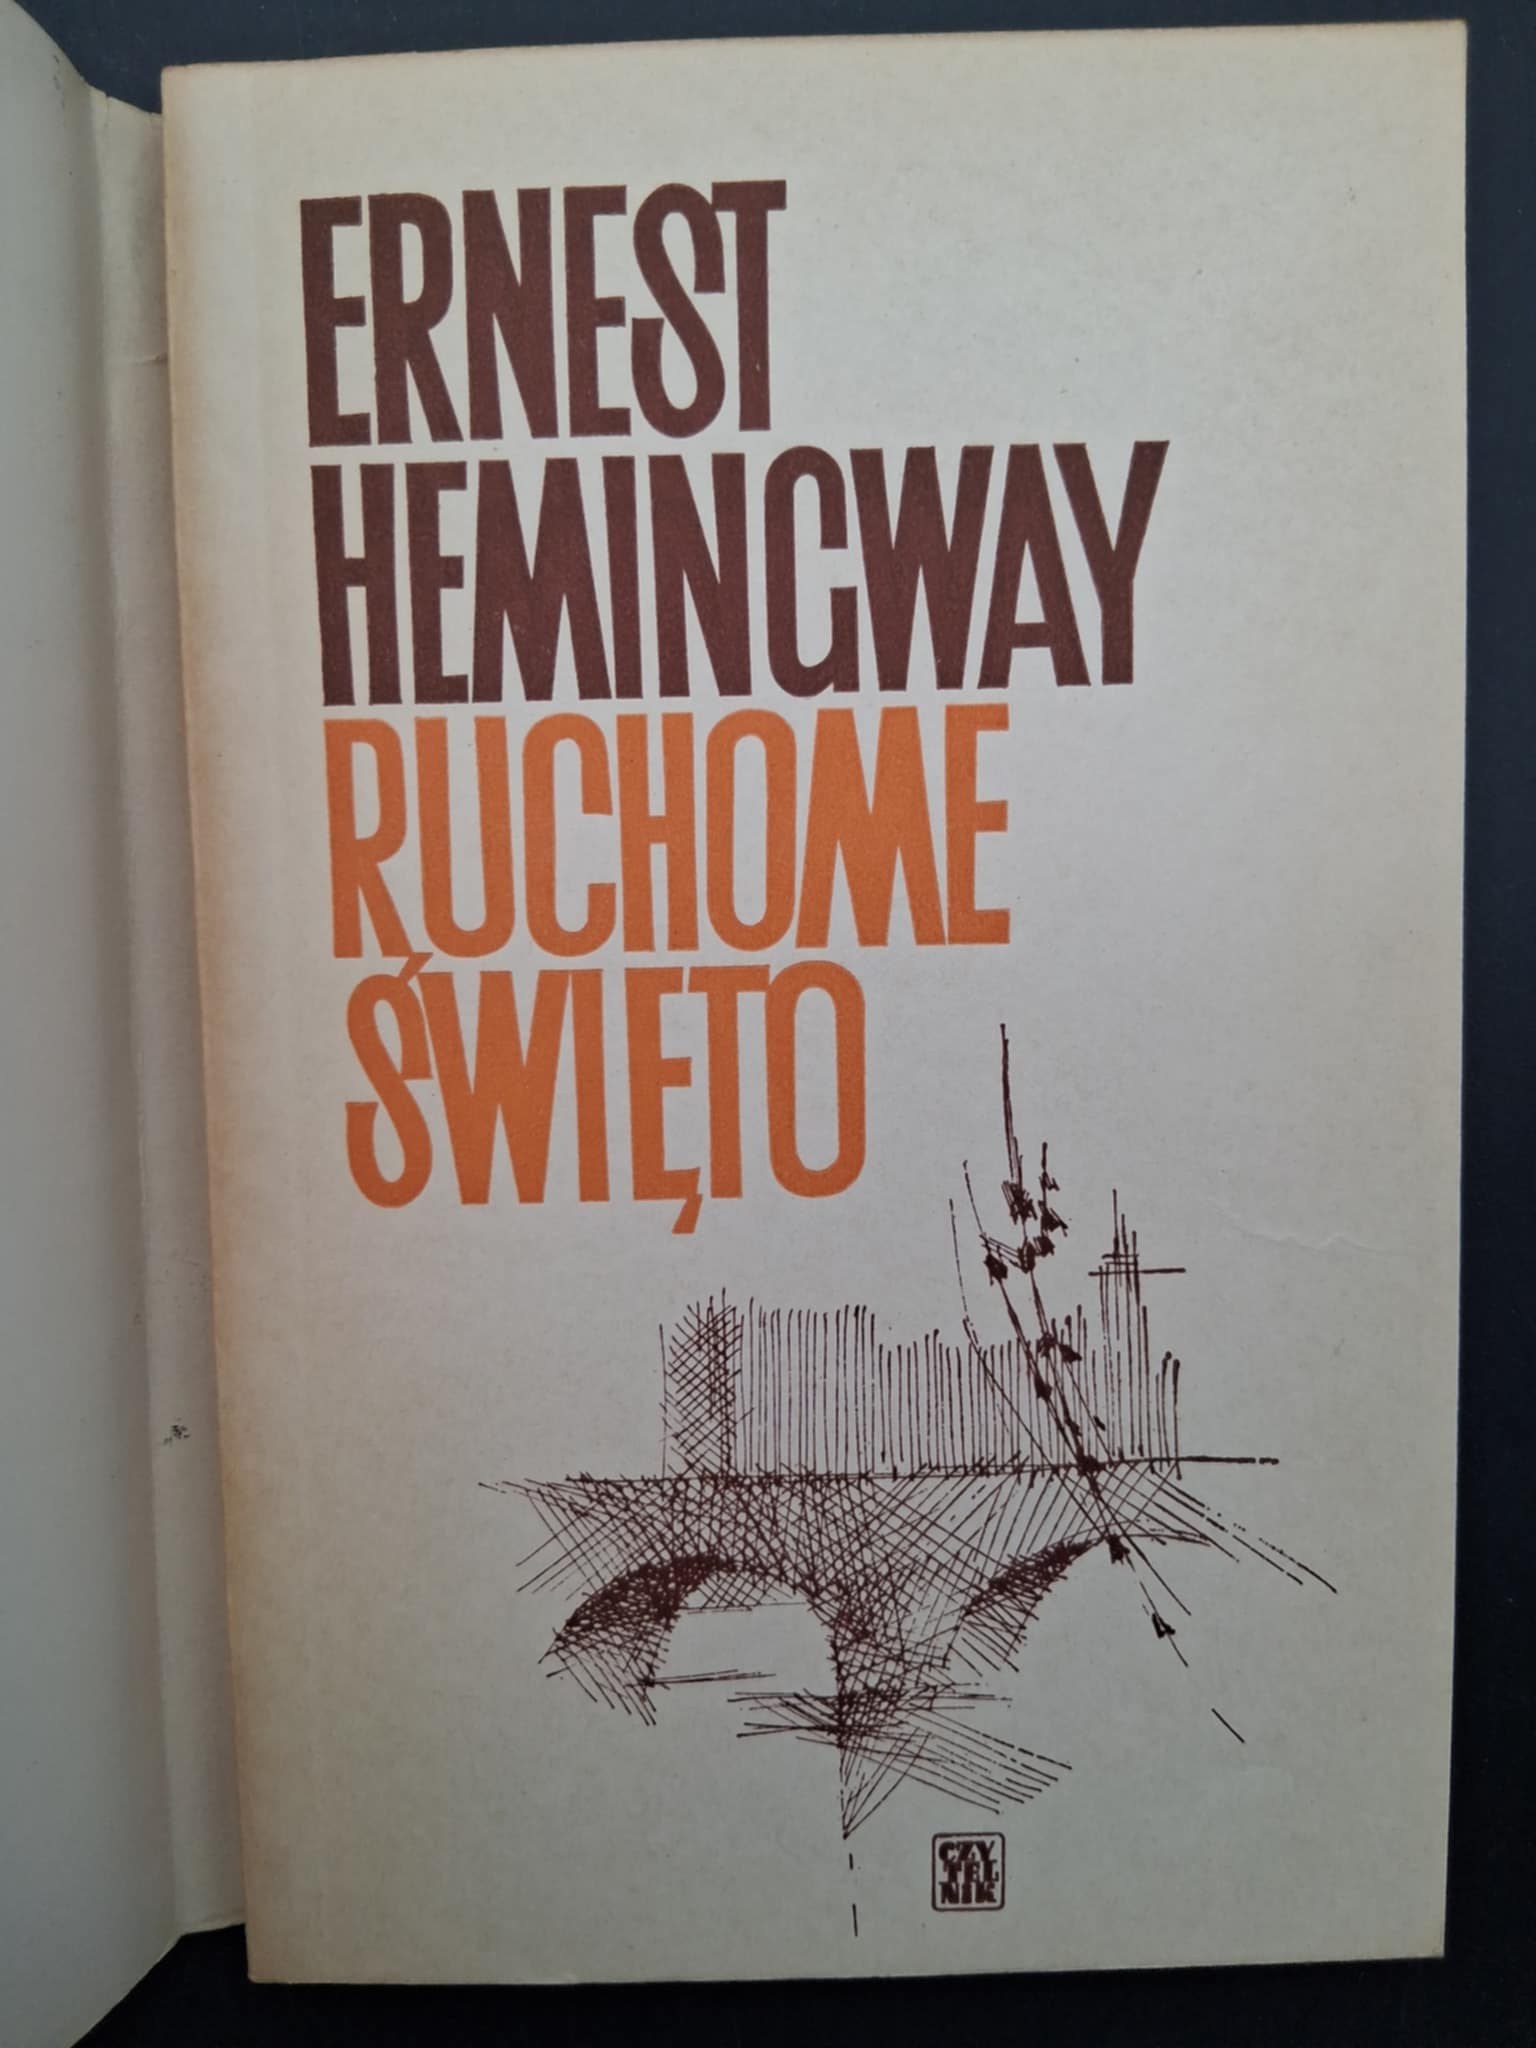 ERNEST
HEMINGWAY
RUCHOME
ŚWIĘTO
CZY
TEL
NIK